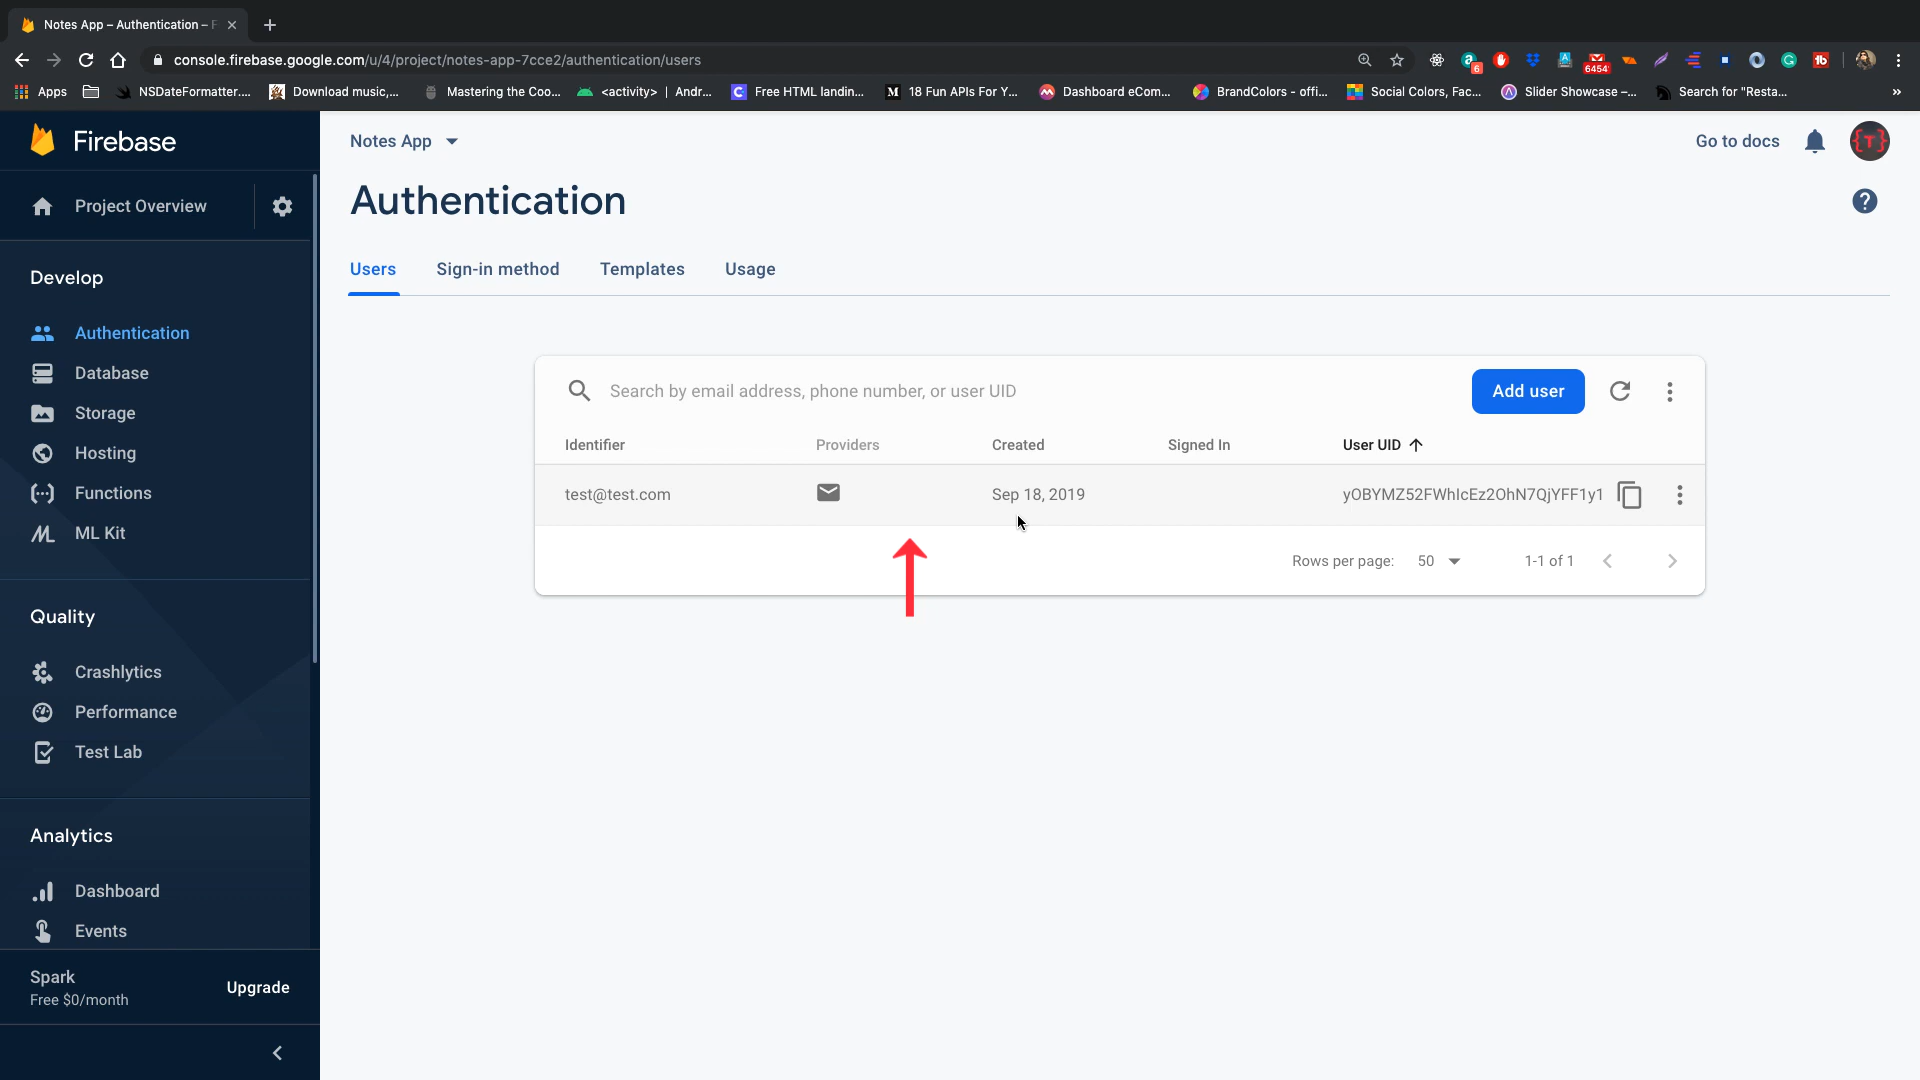 Notes App – Authentication – F
console.firebase.google.com/u/4/project/notes-app-7cce2/authentication/users
6
6454
Apps
NSDateFormatter....
Download music,...
Mastering the Coo...
<activity> | Andr...
Free HTML landin...
18 Fun APIs For Y...
Dashboard eCom...
BrandColors - offi...
Social Colors, Fac...
Slider Showcase –...
Search for "Resta...
»
Firebase
Project Overview
Develop
Authentication
Database
Storage
Hosting
Functions
ML Kit
Quality
Crashlytics
Performance
Test Lab
Analytics
Dashboard
Events
Spark
Free $0/month
Upgrade
Notes App
Go to docs
{T}
Authentication
Users
Sign-in method
Templates
Usage
Search by email address, phone number, or user UID
Add user
Identifier
Providers
Created
Signed In
User UID
test@test.com
Sep 18, 2019
yOBYMZ52FWhIcEz2OhN7QjYFF1y1
Rows per page:
50
1-1 of 1